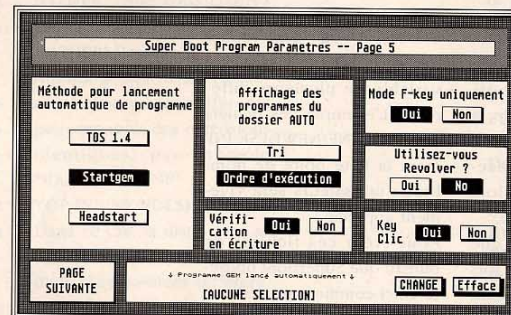 Super Boot Program Parametres -- Page 5
Méthode pour lancement
automatique de programme
TOS 1.4
Startgem
Headstart
Affichage des
programmes du
dossier AUTO
Tri
Ordre d'exécution
Vérifi-
cation
en écriture
Oui Non
Mode F-key uniquement
Oui Non
Utilisez-vous
Revolver ?
Oui No
Key
Clic
Oui Non
PAGE
SUIVANTE
↓ Programme GEM lancé automatiquement ↓
[AUCUNE SELECTION]
CHANGE Efface